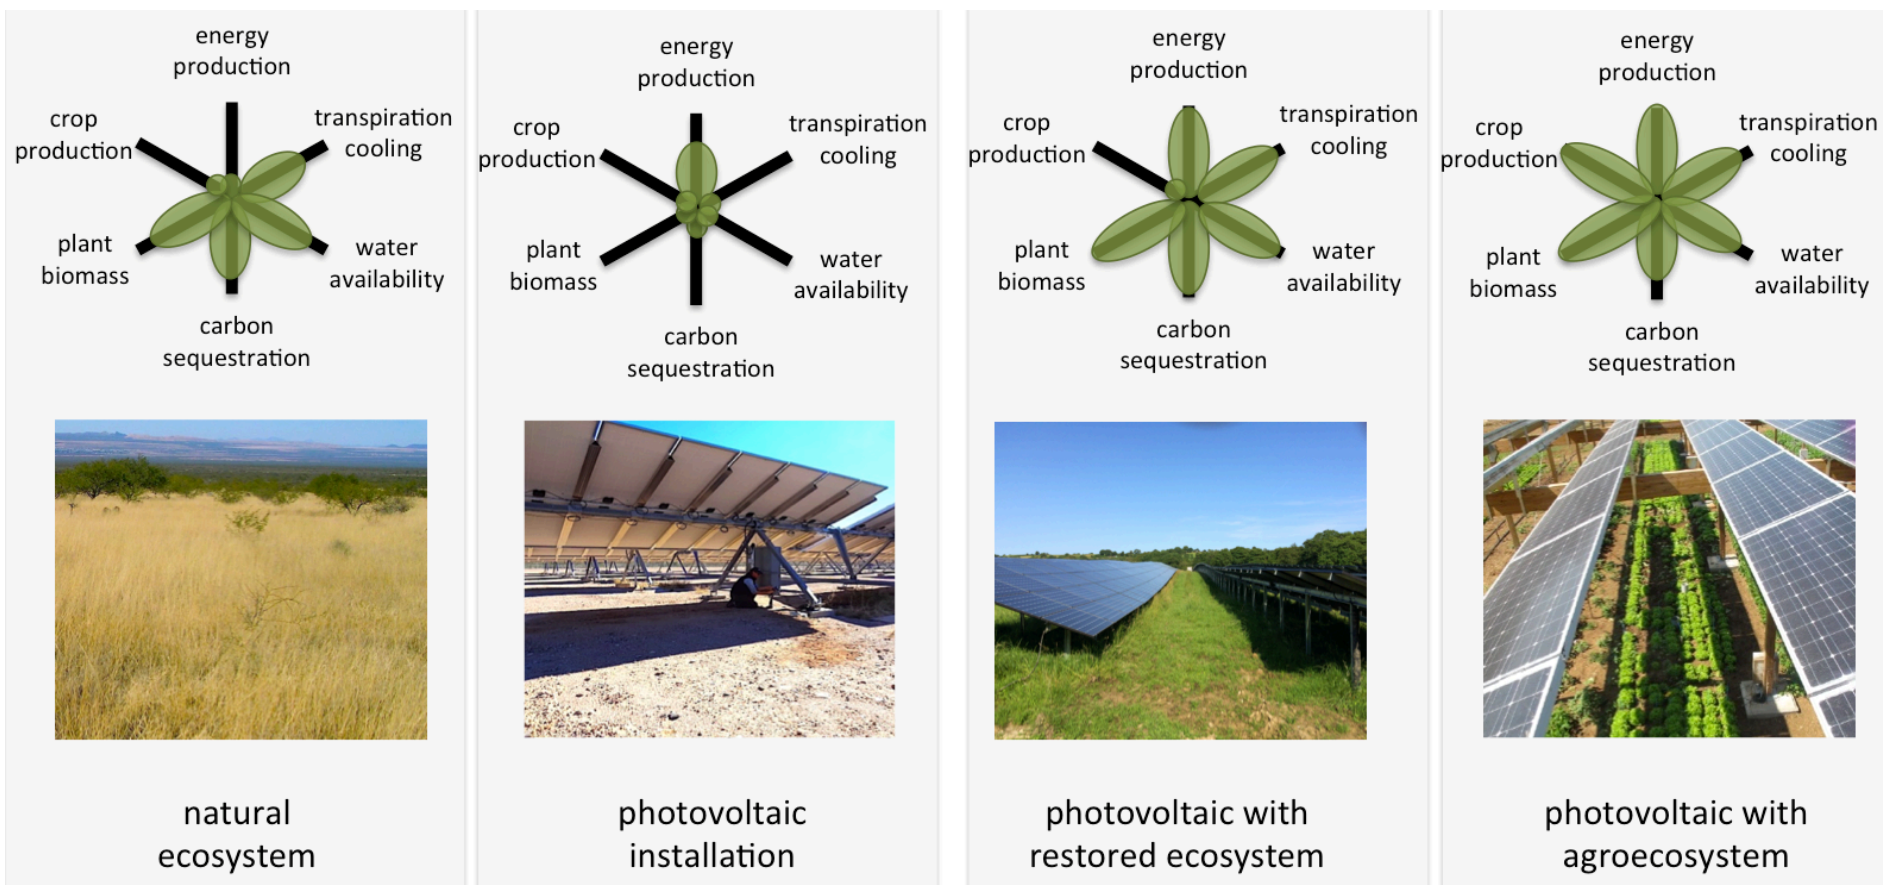 energy
production
crop
production
transpiration
cooling
plant
biomass
water
availability
carbon
sequestration
natural
ecosystem
energy
production
crop
production
transpiration
cooling
plant
biomass
water
availability
carbon
sequestration
photovoltaic
installation
energy
production
crop
production
transpiration
cooling
plant
biomass
water
availability
carbon
sequestration
photovoltaic with
restored ecosystem
energy
production
crop
production
transpiration
cooling
plant
biomass
water
availability
carbon
sequestration
photovoltaic with
agroecosystem